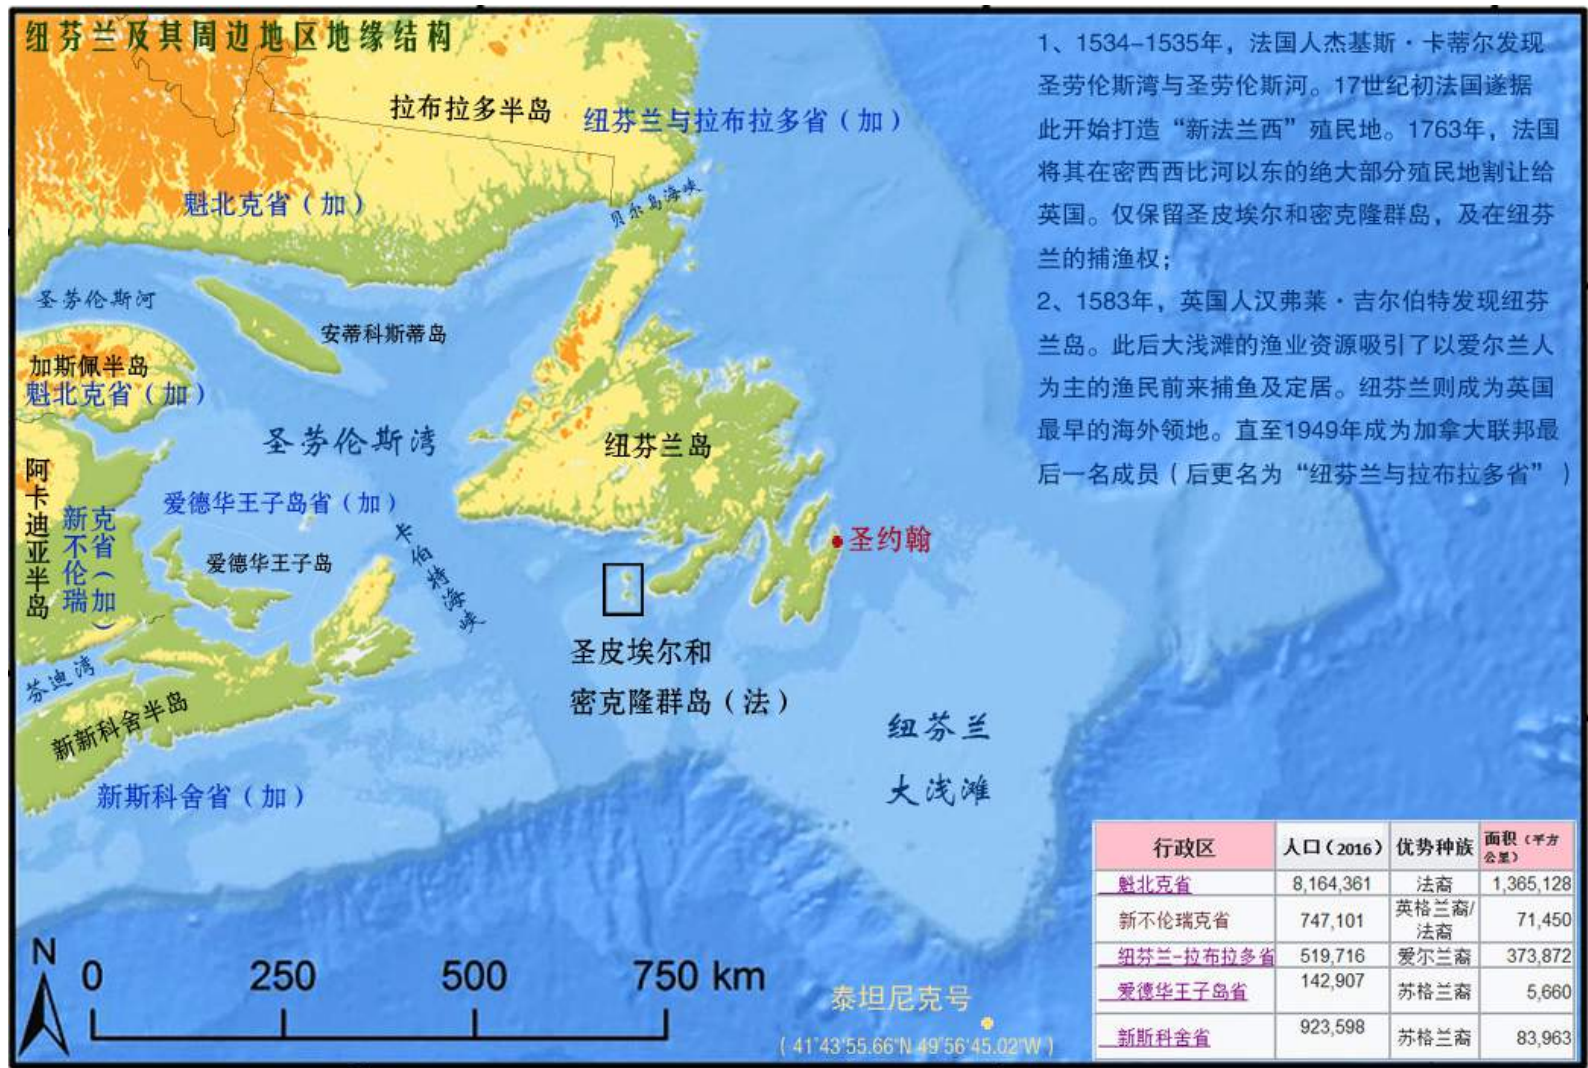 纽芬兰及其周边地区地缘结构
1、1534-1535年，法国人杰基斯·卡蒂尔发现
圣劳伦斯湾与圣劳伦斯河。17世纪初法国遂据
此开始打造“新法兰西”殖民地。1763年，法国
将其在密西西比河以东的绝大部分殖民地割让给
英国。仅保留圣皮埃尔和密克隆群岛，及在纽芬
兰的捕渔权；
2、1583年，英国人汉弗莱·吉尔伯特发现纽芬
兰岛。此后大浅滩的渔业资源吸引了以爱尔兰人
为主的渔民前来捕鱼及定居。纽芬兰则成为英国
最早的海外领地。直至1949年成为加拿大联邦最
后一名成员（后更名为“纽芬兰与拉布拉多省”）
拉布拉多半岛
纽芬兰与拉布拉多省（加）
魁北克省（加）
贝尔岛海峡
圣劳伦斯河
安蒂科斯蒂岛
加斯佩半岛
魁北克省（加）
圣劳伦斯湾
纽芬兰岛
阿卡迪亚半岛
新不伦瑞
克省（加）
爱德华王子岛省（加）
爱德华王子岛
卡伯特海峡
圣约翰
圣皮埃尔和
密克隆群岛（法）
芬迪湾
新新科舍半岛
新斯科舍省（加）
纽芬兰
大浅滩
N
0 250 500 750 km
泰坦尼克号
（41°43'55.66"N 49°56'45.02"W）
行政区 人口（2016） 优势种族 面积（平方公里）
魁北克省 8,164,361 法裔 1,365,128
新不伦瑞克省 747,101 英格兰裔/法裔 71,450
纽芬兰-拉布拉多省 519,716 爱尔兰裔 373,872
爱德华王子岛省 142,907 苏格兰裔 5,660
新斯科舍省 923,598 苏格兰裔 83,963